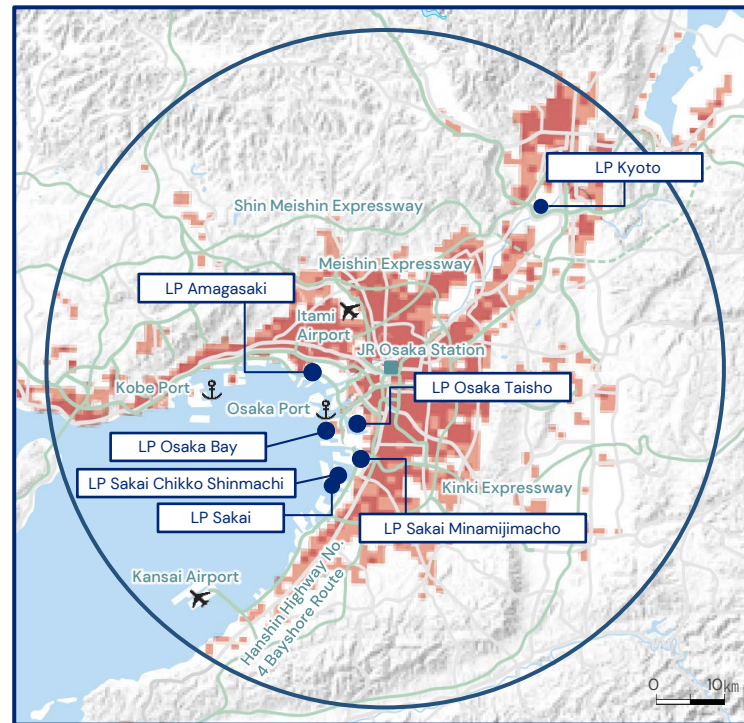 LP Kyoto
Shin Meishin Expressway
Meishin Expressway
LP Amagasaki
Itami
Airport
JR Osaka Station
Kobe Port
Osaka Port
LP Osaka Taisho
LP Osaka Bay
LP Sakai Chikko Shinmachi
Kinki Expressway
LP Sakai
LP Sakai Minamijimacho
Kansai Airport
Hanshin Highway No.
4 Bayshore Route
0 10km